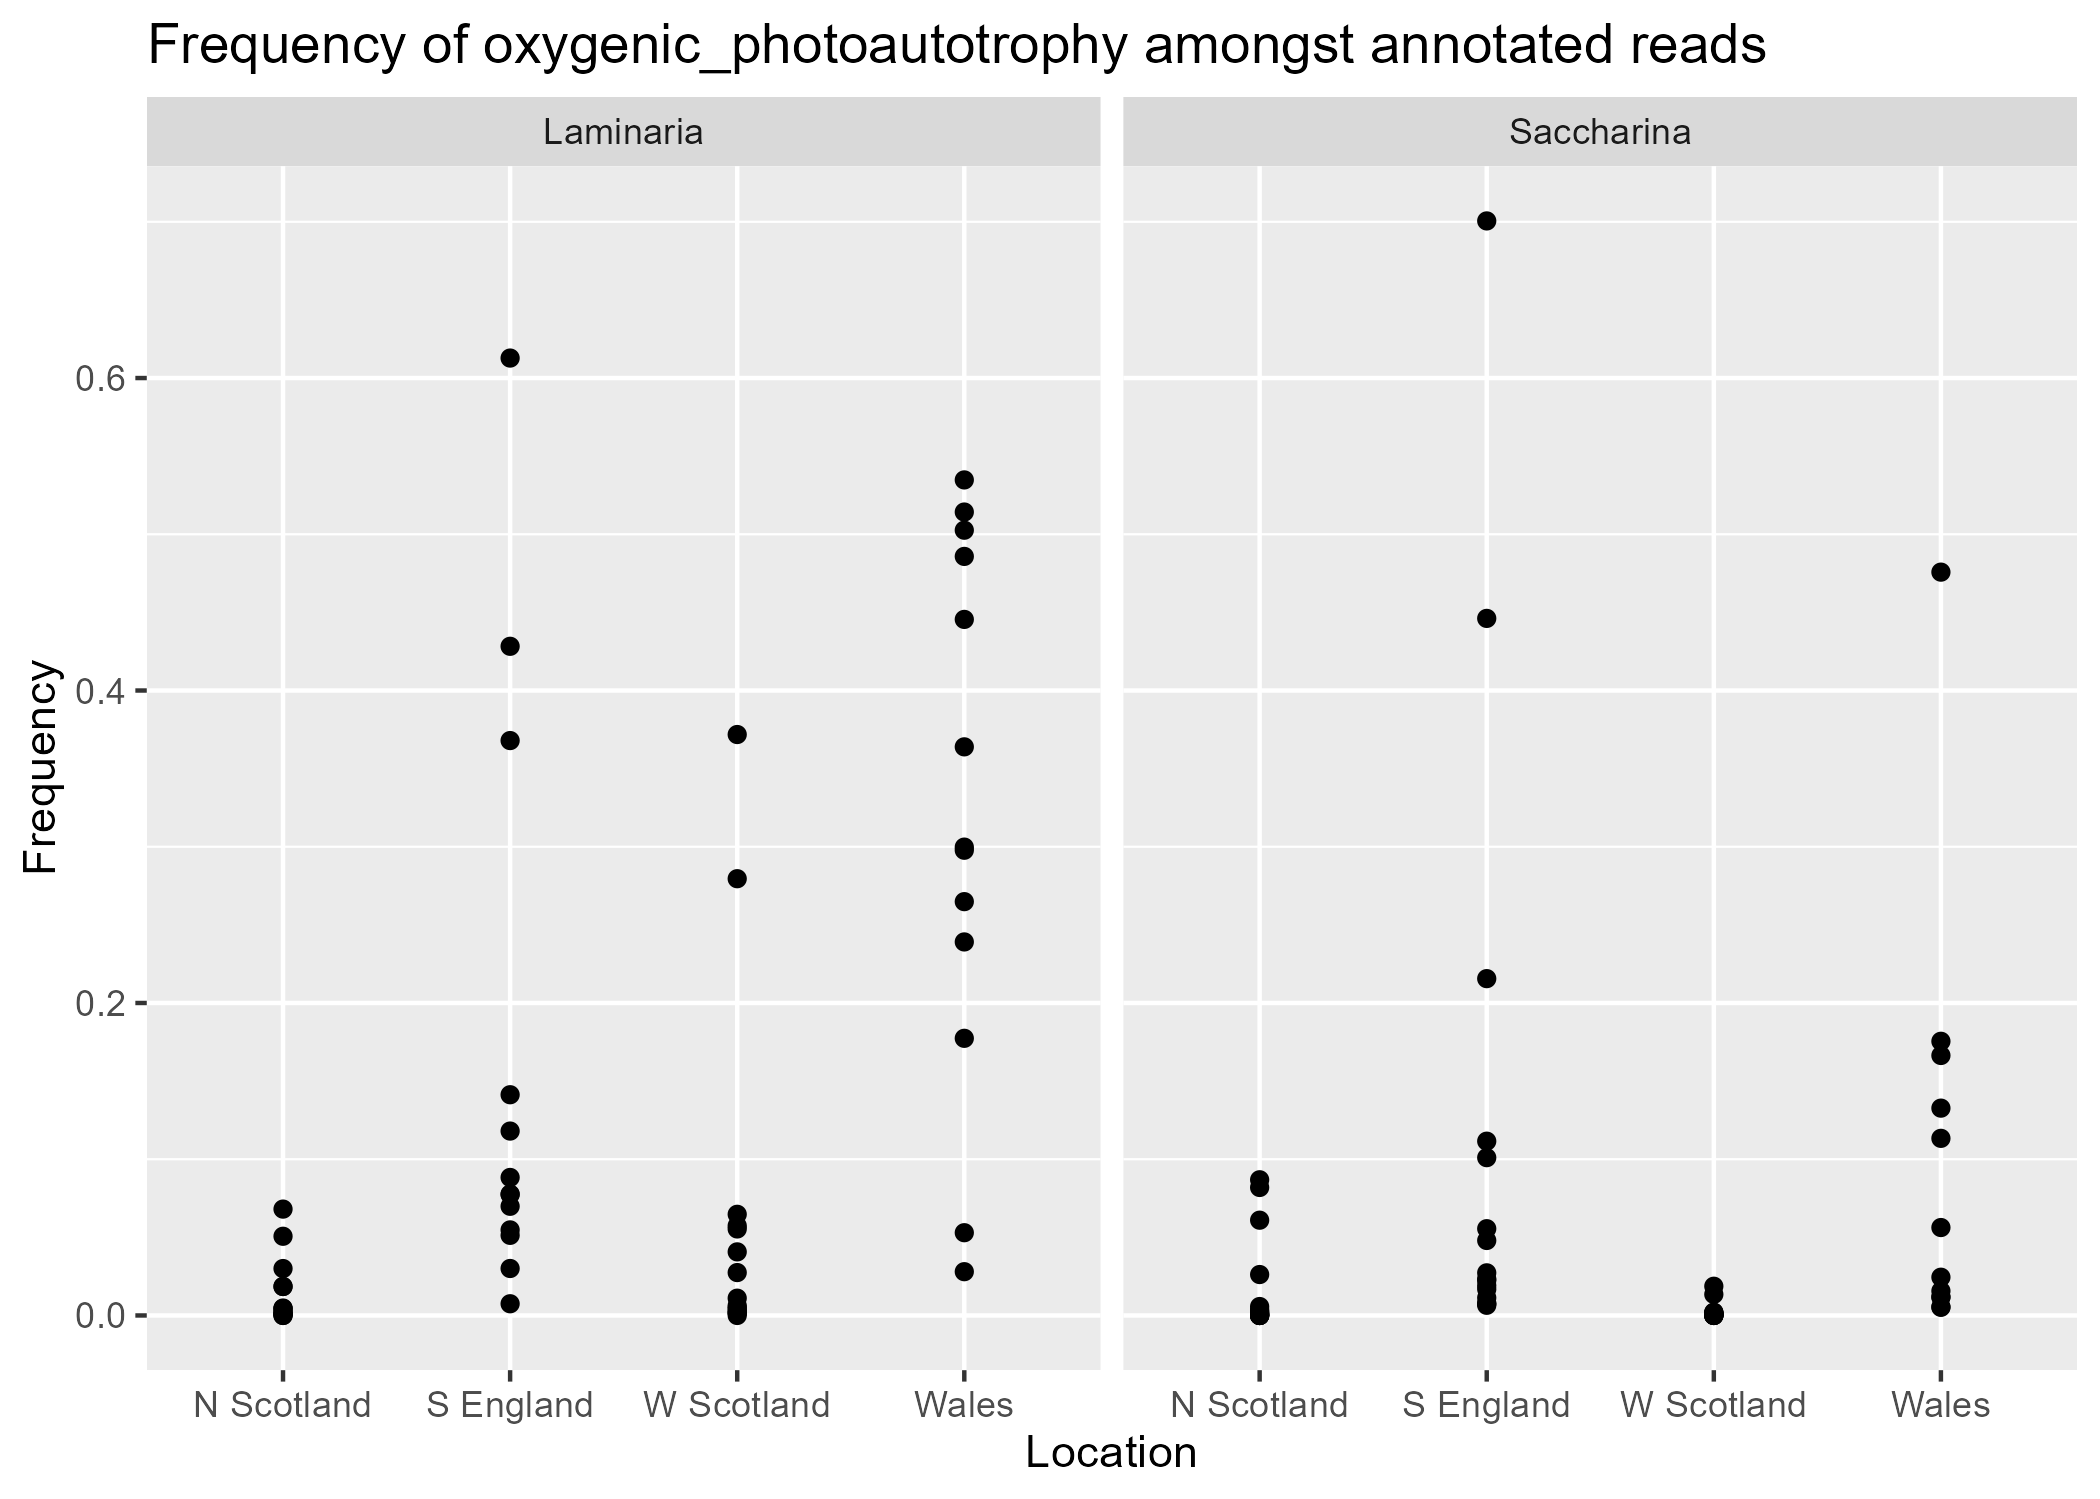 Frequency of oxygenic_photoautotrophy amongst annotated reads
Laminaria
Saccharina
Frequency
0.6
0.4
0.2
0.0
N Scotland
S England
W Scotland
Wales
N Scotland
S England
W Scotland
Wales
Location